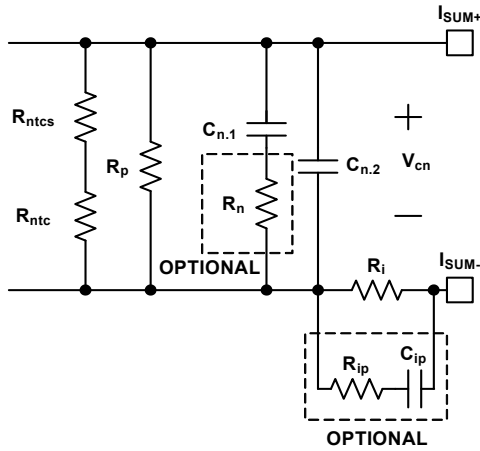 ISUM+
Rntcs
Cn.1
+
Rp
Cn.2
Vcn
Rntc
Rn
−
OPTIONAL
Ri
ISUM-
Rip
Cip
OPTIONAL